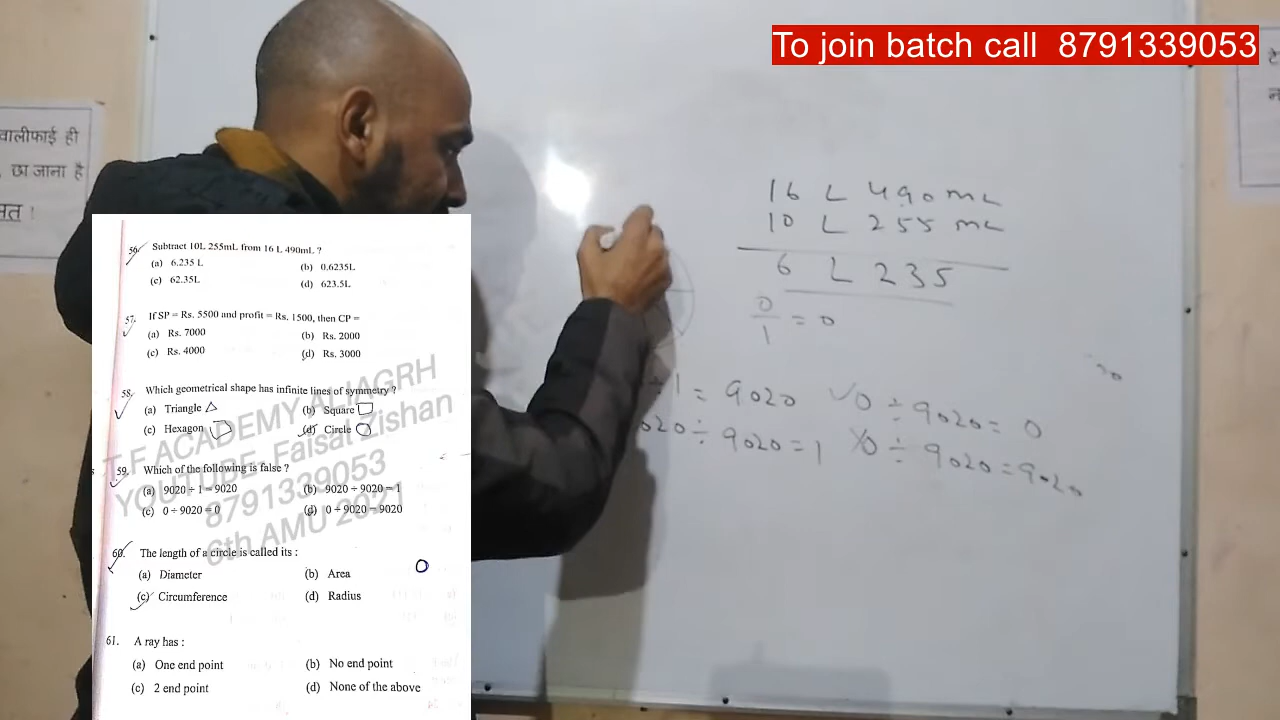 To join batch call 8791339053
वालीफाई ही
छा जाना है
16 L 490 mL
10 L 255 mL
6 L 235
0/1 = 0
1 = 9020
✓0 ÷ 9020 = 0
020 ÷ 9020 = 1
X0 ÷ 9020 = 9020
56. Subtract 10L 255mL from 16 L 490mL ?
(a) 6.235 L (b) 0.6235L
(c) 62.35L (d) 623.5L
57. If SP = Rs. 5500 and profit = Rs. 1500, then CP =
(a) Rs. 7000 (b) Rs. 2000
(c) Rs. 4000 (d) Rs. 3000
58. Which geometrical shape has infinite lines of symmetry ?
(a) Triangle (b) Square
(c) Hexagon (d) Circle
59. Which of the following is false ?
(a) 9020 ÷ 1 = 9020 (b) 9020 ÷ 9020 = 1
(c) 0 ÷ 9020 = 0 (d) 0 ÷ 9020 = 9020
60. The length of a circle is called its :
(a) Diameter (b) Area
(c) Circumference (d) Radius
61. A ray has :
(a) One end point (b) No end point
(c) 2 end point (d) None of the above
T.F ACADEMY ALIAGRH
YOUTUBE- Faisat Zishan
8791339053
6th AMU 2021